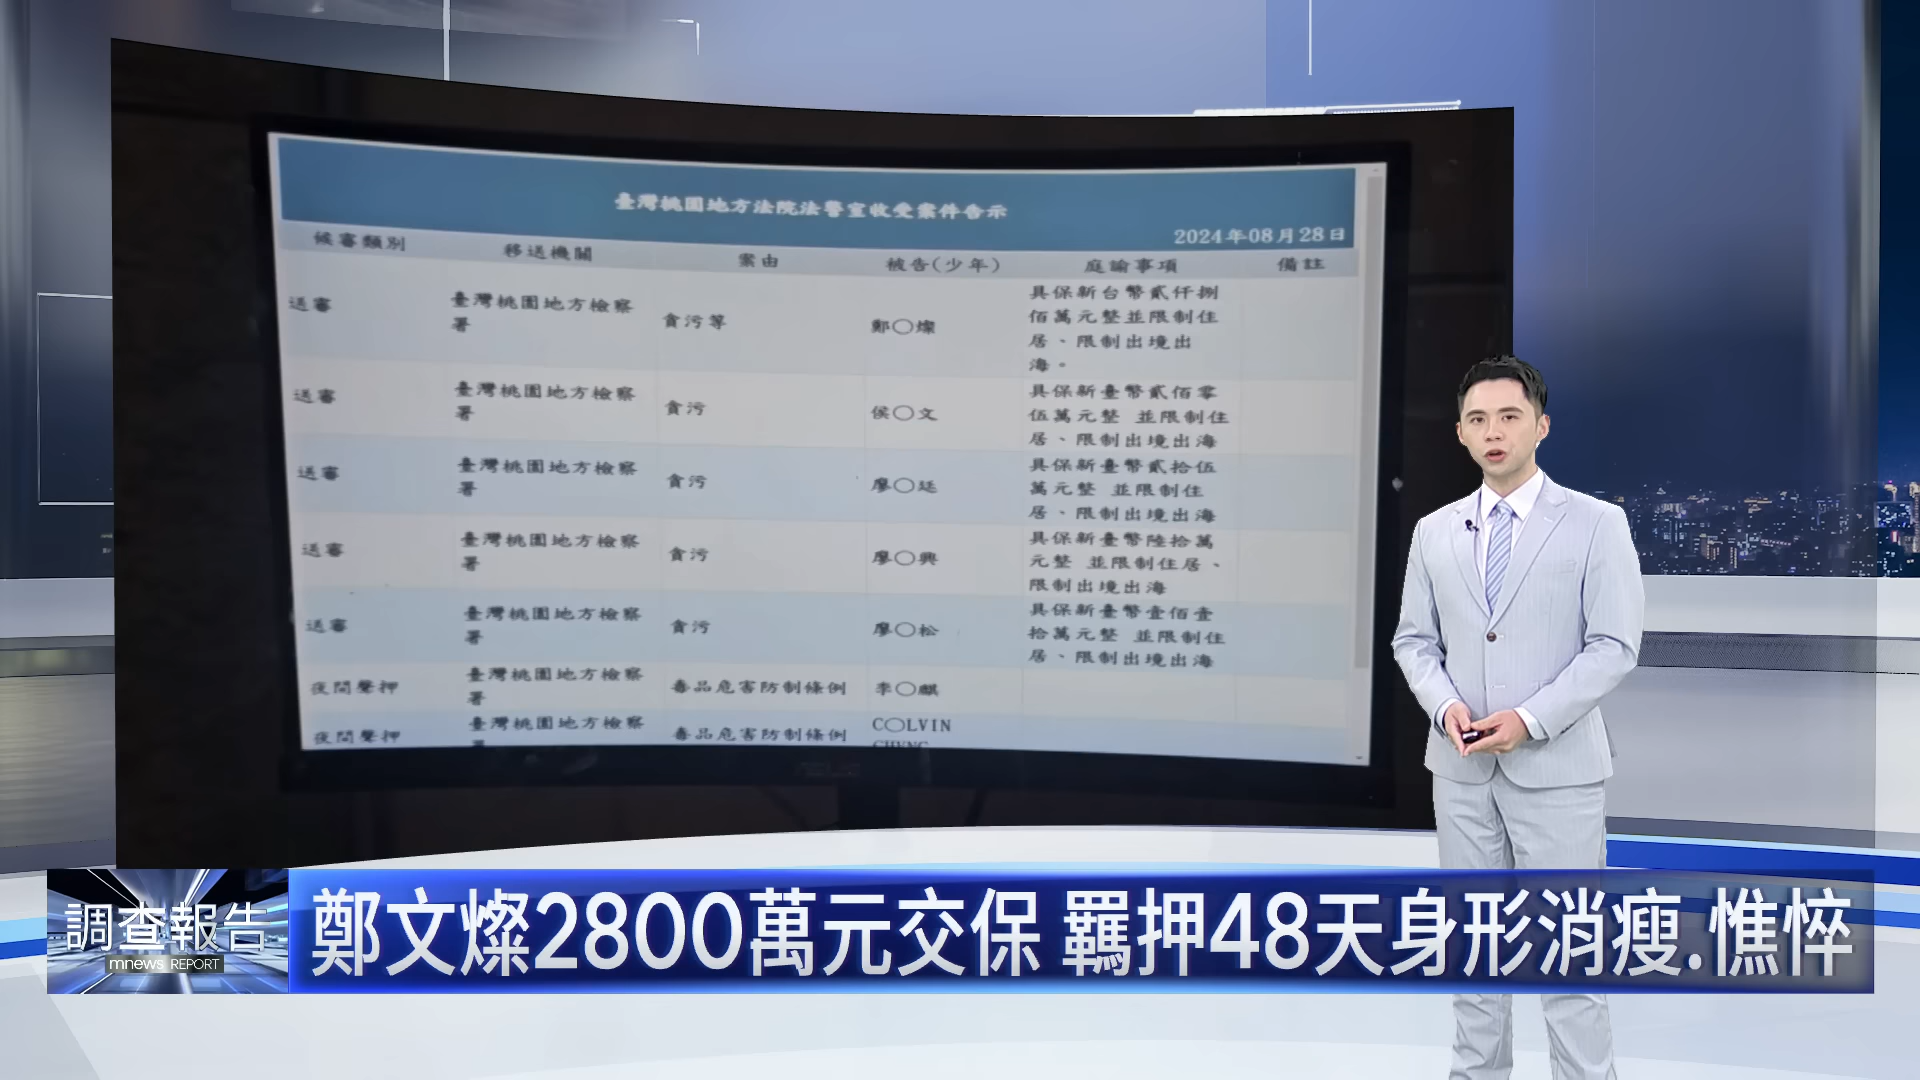 臺灣桃園地方法院法警室收受案件告示
2024年08月28日
候審類別 移送機關 案由 被告(少年) 庭諭事項 備註
送審 臺灣桃園地方檢察署 貪污等 鄭○燦 具保新台幣貳仟捌佰萬元整並限制住居、限制出境出海。
送審 臺灣桃園地方檢察署 貪污 侯○文 具保新臺幣貳佰零伍萬元整 並限制住居、限制出境出海
送審 臺灣桃園地方檢察署 貪污 廖○廷 具保新臺幣貳拾伍萬元整 並限制住居、限制出境出海
送審 臺灣桃園地方檢察署 貪污 廖○興 具保新臺幣陸拾萬元整 並限制住居、限制出境出海
送審 臺灣桃園地方檢察署 貪污 廖○松 具保新臺幣壹佰壹拾萬元整 並限制住居、限制出境出海
夜間聲押 臺灣桃園地方檢察署 毒品危害防制條例 李○麒
夜間聲押 臺灣桃園地方檢察 毒品危害防制條例 C○LVIN
調查報告
mnews REPORT
鄭文燦2800萬元交保 羈押48天身形消瘦.憔悴